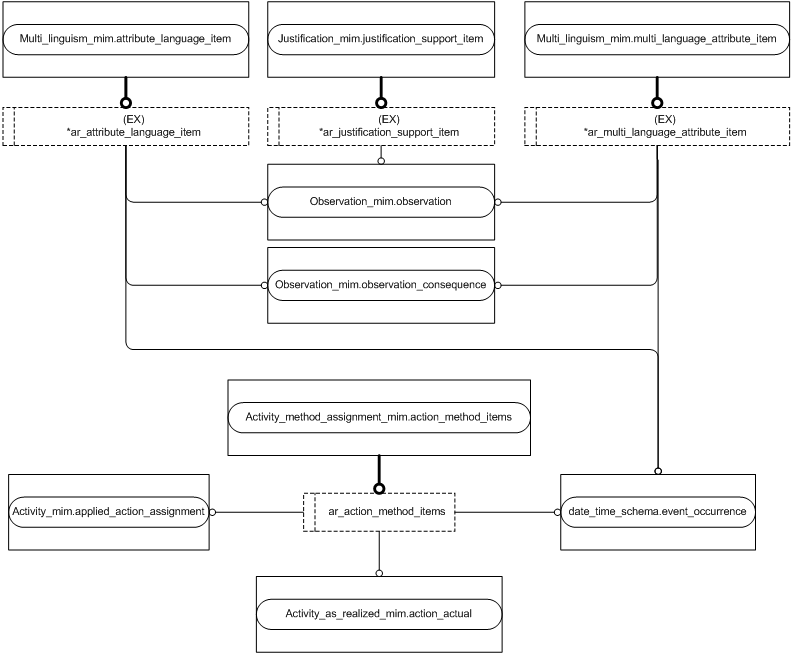 Multi_linguism_mim.attribute_language_item
Justification_mim.justification_support_item
Multi_linguism_mim.multi_language_attribute_item
(EX)
*ar_attribute_language_item
(EX)
*ar_justification_support_item
(EX)
*ar_multi_language_attribute_item
Observation_mim.observation
Observation_mim.observation_consequence
Activity_method_assignment_mim.action_method_items
Activity_mim.applied_action_assignment
ar_action_method_items
date_time_schema.event_occurrence
Activity_as_realized_mim.action_actual